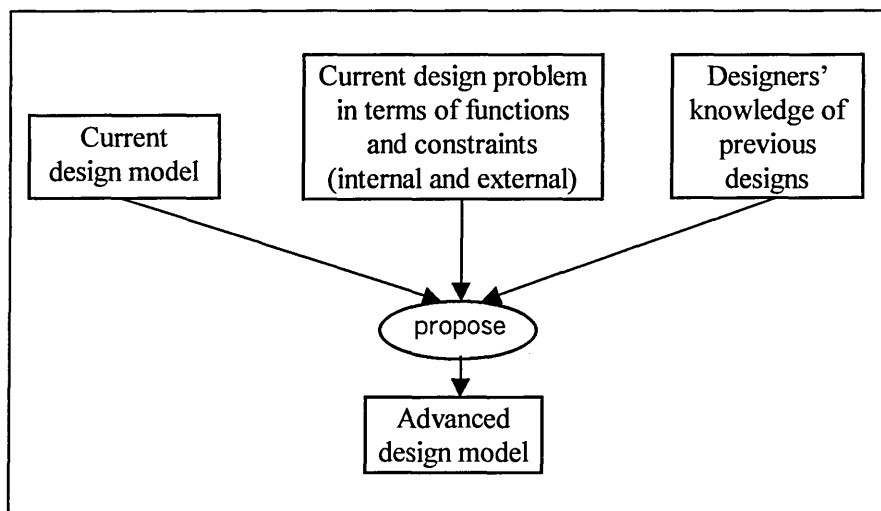 Current
design model
Current design problem
in terms of functions
and constraints
(internal and external)
Designers’
knowledge of
previous
designs
propose
Advanced
design model